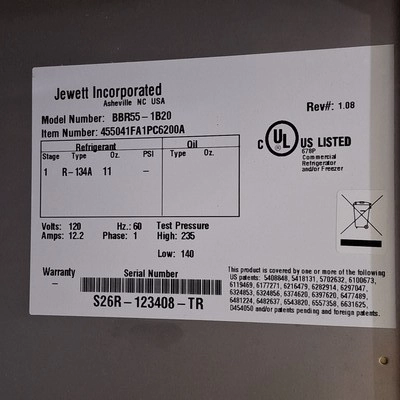 Jewett Incorporated
Asheville NC USA
Model Number: BBR55-1B20
Item Number: 455041FA1PC6200A
Rev#: 1.08
Refrigerant Oil
Stage Type Oz. PSI Type Oz.
1 R-134A 11
C UL US LISTED
678P
Commercial
Refrigerator
and/or Freezer
Volts: 120 Hz.: 60 Test Pressure
Amps: 12.2 Phase: 1 High: 235
Low: 140
Warranty Serial Number
-
S26R-123408-TR
This product is covered by one or more of the following
US patents: 5408848, 5418131, 5702632, 6100673,
6119469, 6177271, 6216479, 6282914, 6297047,
6324853, 6324856, 6374620, 6397620, 6477489,
6481224, 6482637, 6543820, 6557358, 6631625,
D454050 and/or patents pending and foreign patents.